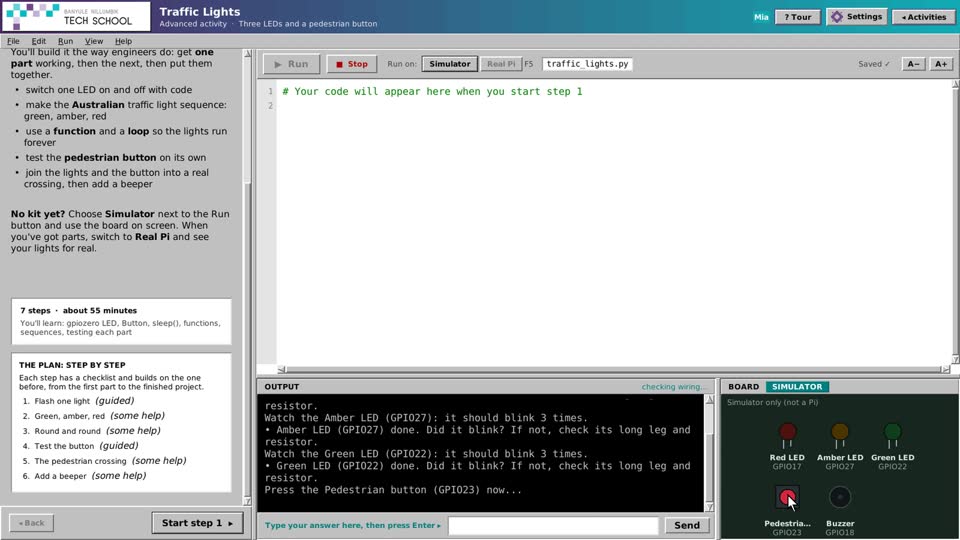 BANYULE NILLUMBIK
TECH SCHOOL
Traffic Lights
Advanced activity · Three LEDs and a pedestrian button
Mia
? Tour
Settings
◂ Activities
File Edit Run View Help
You'll build it the way engineers do: get one
part working, then the next, then put them
together.
• switch one LED on and off with code
• make the Australian traffic light sequence:
green, amber, red
• use a function and a loop so the lights run
forever
• test the pedestrian button on its own
• join the lights and the button into a real
crossing, then add a beeper
No kit yet? Choose Simulator next to the Run
button and use the board on screen. When
you've got parts, switch to Real Pi and see
your lights for real.
7 steps · about 55 minutes
You'll learn: gpiozero LED, Button, sleep(), functions,
sequences, testing each part
THE PLAN: STEP BY STEP
Each step has a checklist and builds on the one
before, from the first part to the finished project.
1. Flash one light (guided)
2. Green, amber, red (some help)
3. Round and round (some help)
4. Test the button (guided)
5. The pedestrian crossing (some help)
6. Add a beeper (some help)
◂ Back
Start step 1 ▸
▶ Run
■ Stop
Run on:
Simulator
Real Pi
F5
traffic_lights.py
Saved ✓
A−
A+
1 # Your code will appear here when you start step 1
2
OUTPUT
checking wiring...
resistor.
Watch the Amber LED (GPIO27): it should blink 3 times.
• Amber LED (GPIO27) done. Did it blink? If not, check its long leg and
resistor.
Watch the Green LED (GPIO22): it should blink 3 times.
• Green LED (GPIO22) done. Did it blink? If not, check its long leg and
resistor.
Press the Pedestrian button (GPIO23) now...
Type your answer here, then press Enter ▸
Send
BOARD
SIMULATOR
Simulator only (not a Pi)
Red LED Amber LED Green LED
GPIO17 GPIO27 GPIO22
Pedestria... Buzzer
GPIO23 GPIO18